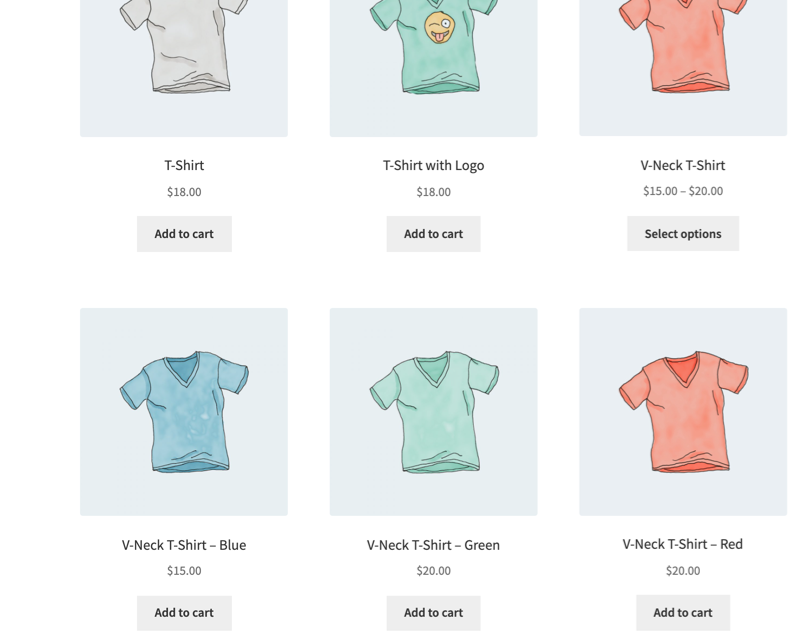 T-Shirt
T-Shirt with Logo
V-Neck T-Shirt
$18.00
$18.00
$15.00 – $20.00
Add to cart
Add to cart
Select options
V-Neck T-Shirt – Blue
V-Neck T-Shirt – Green
V-Neck T-Shirt – Red
$15.00
$20.00
$20.00
Add to cart
Add to cart
Add to cart